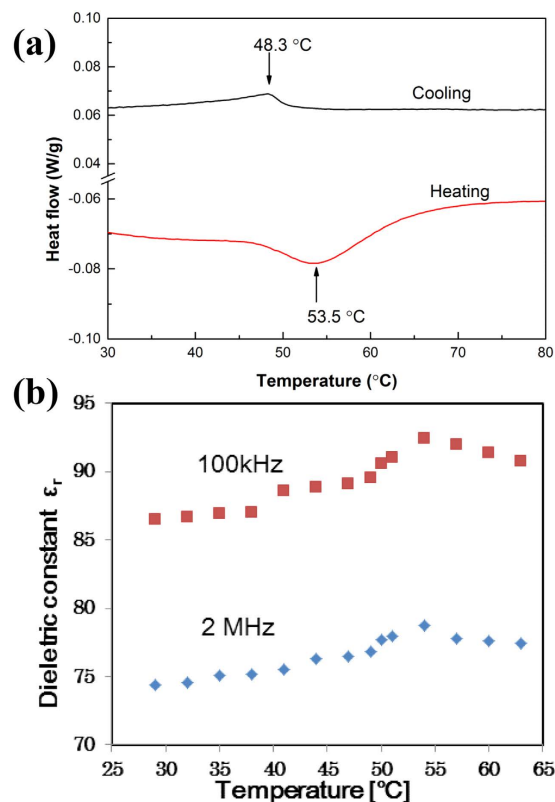 (a)
48.3 °C
0.10
0.08
0.06
0.04
-0.06
-0.08
-0.10
Cooling
Heating
53.5 °C
Heat flow (W/g)
30 40 50 60 70 80
Temperature (°C)
(b)
95
90
85
80
75
70
100kHz
2 MHz
Dieletric constant εr
25 30 35 40 45 50 55 60 65
Temperature [°C]